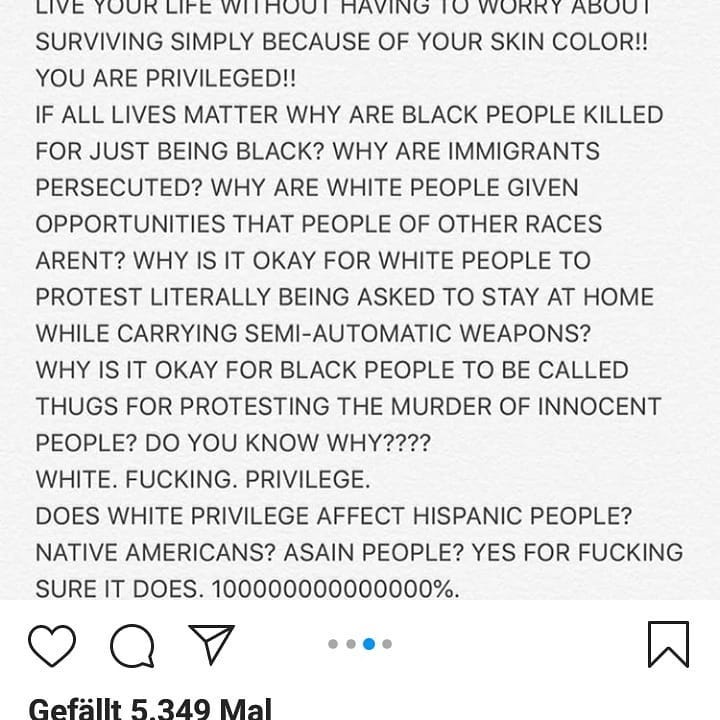 LIVE YOUR LIFE WITHOUT HAVING TO WORRY ABOUT
SURVIVING SIMPLY BECAUSE OF YOUR SKIN COLOR!!
YOU ARE PRIVILEGED!!
IF ALL LIVES MATTER WHY ARE BLACK PEOPLE KILLED
FOR JUST BEING BLACK? WHY ARE IMMIGRANTS
PERSECUTED? WHY ARE WHITE PEOPLE GIVEN
OPPORTUNITIES THAT PEOPLE OF OTHER RACES
ARENT? WHY IS IT OKAY FOR WHITE PEOPLE TO
PROTEST LITERALLY BEING ASKED TO STAY AT HOME
WHILE CARRYING SEMI-AUTOMATIC WEAPONS?
WHY IS IT OKAY FOR BLACK PEOPLE TO BE CALLED
THUGS FOR PROTESTING THE MURDER OF INNOCENT
PEOPLE? DO YOU KNOW WHY????
WHITE. FUCKING. PRIVILEGE.
DOES WHITE PRIVILEGE AFFECT HISPANIC PEOPLE?
NATIVE AMERICANS? ASAIN PEOPLE? YES FOR FUCKING
SURE IT DOES. 1000000000000000%.
Gefällt 5.349 Mal